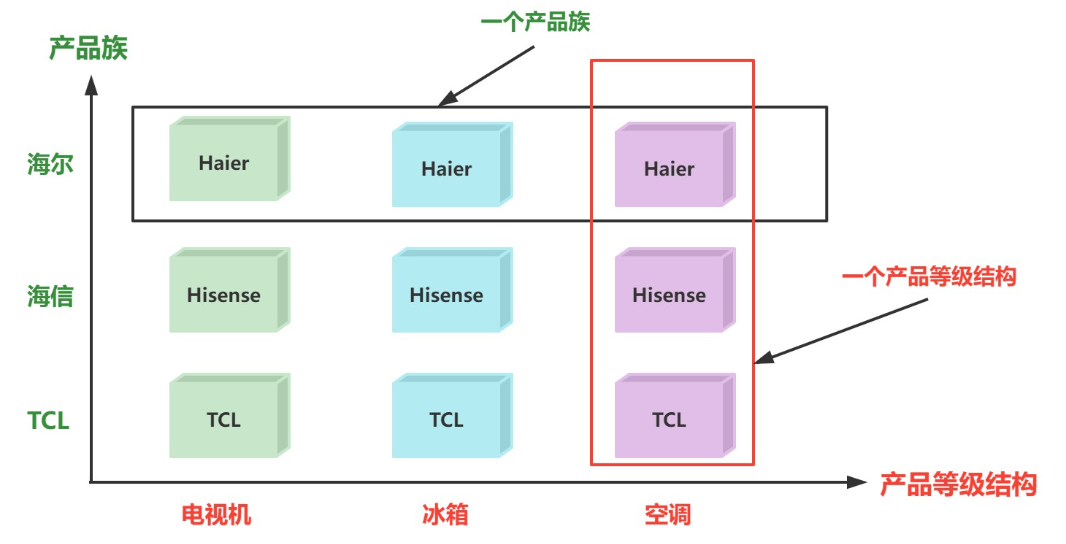 一个产品族
产品族
海尔
Haier
Haier
Haier
海信
Hisense
Hisense
Hisense
一个产品等级结构
TCL
TCL
TCL
TCL
产品等级结构
电视机
冰箱
空调